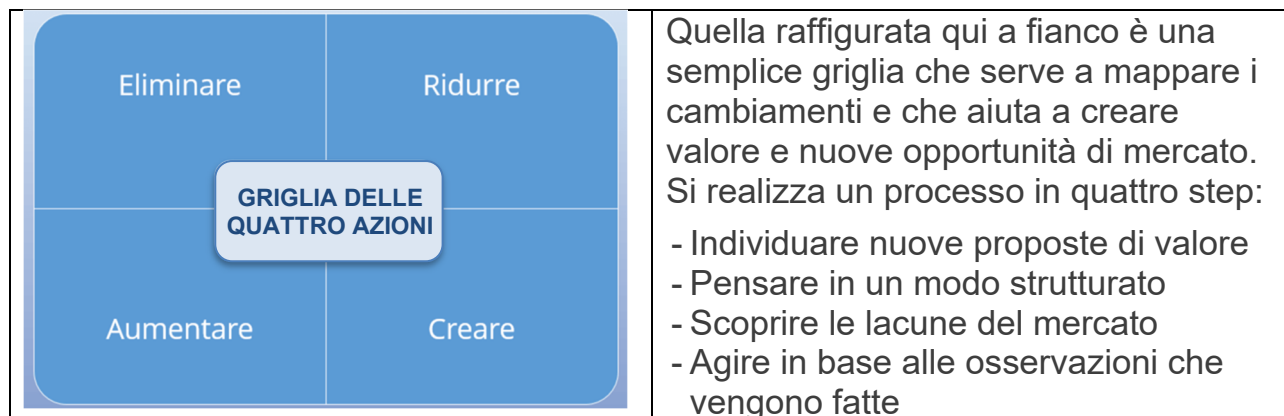 Eliminare
Ridurre
GRIGLIA DELLE
QUATTRO AZIONI
Aumentare
Creare
Quella raffigurata qui a fianco è una
semplice griglia che serve a mappare i
cambiamenti e che aiuta a creare
valore e nuove opportunità di mercato.
Si realizza un processo in quattro step:
- Individuare nuove proposte di valore
- Pensare in un modo strutturato
- Scoprire le lacune del mercato
- Agire in base alle osservazioni che
vengono fatte